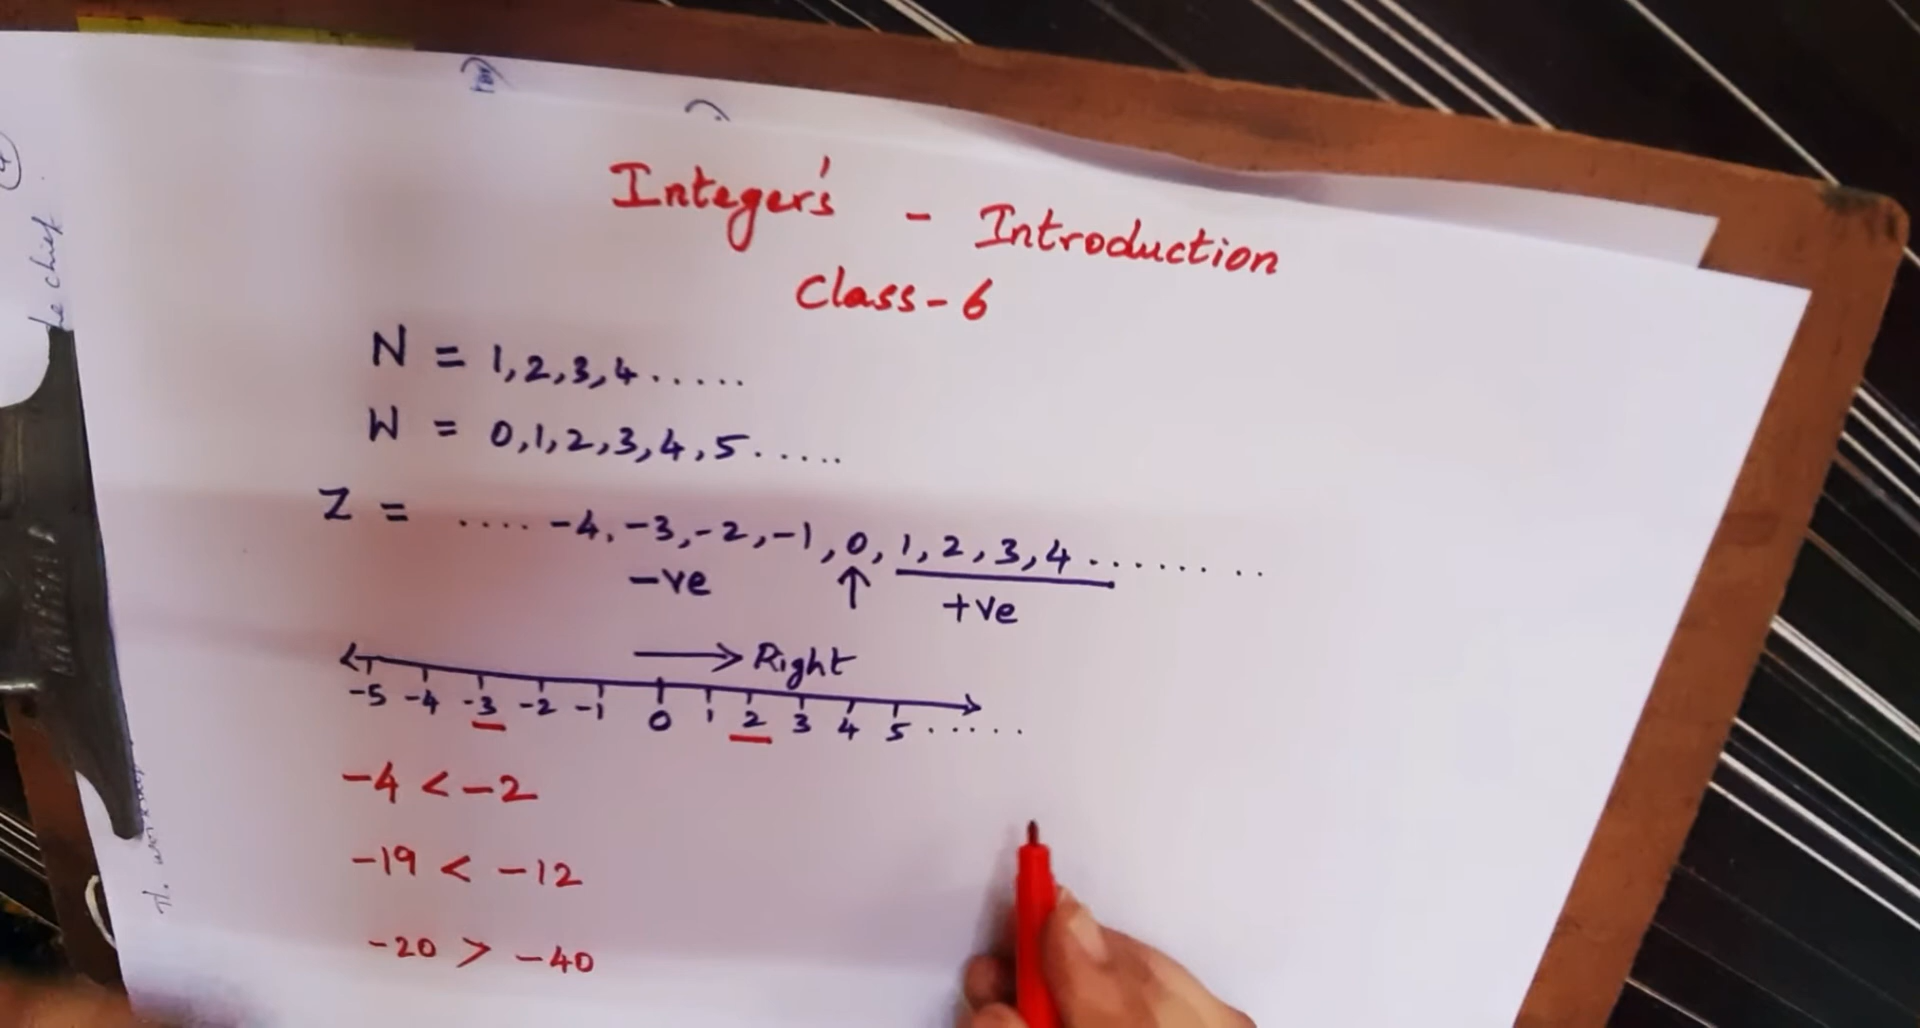 Integer's - Introduction
Class - 6
N = 1, 2, 3, 4 .....
W = 0, 1, 2, 3, 4, 5 .....
Z = .... -4, -3, -2, -1, 0, 1, 2, 3, 4 ........
-ve ↑ +ve
→ Right
-5 -4 -3 -2 -1 0 1 2 3 4 5 .....
-4 < -2
-19 < -12
-20 > -40
chief